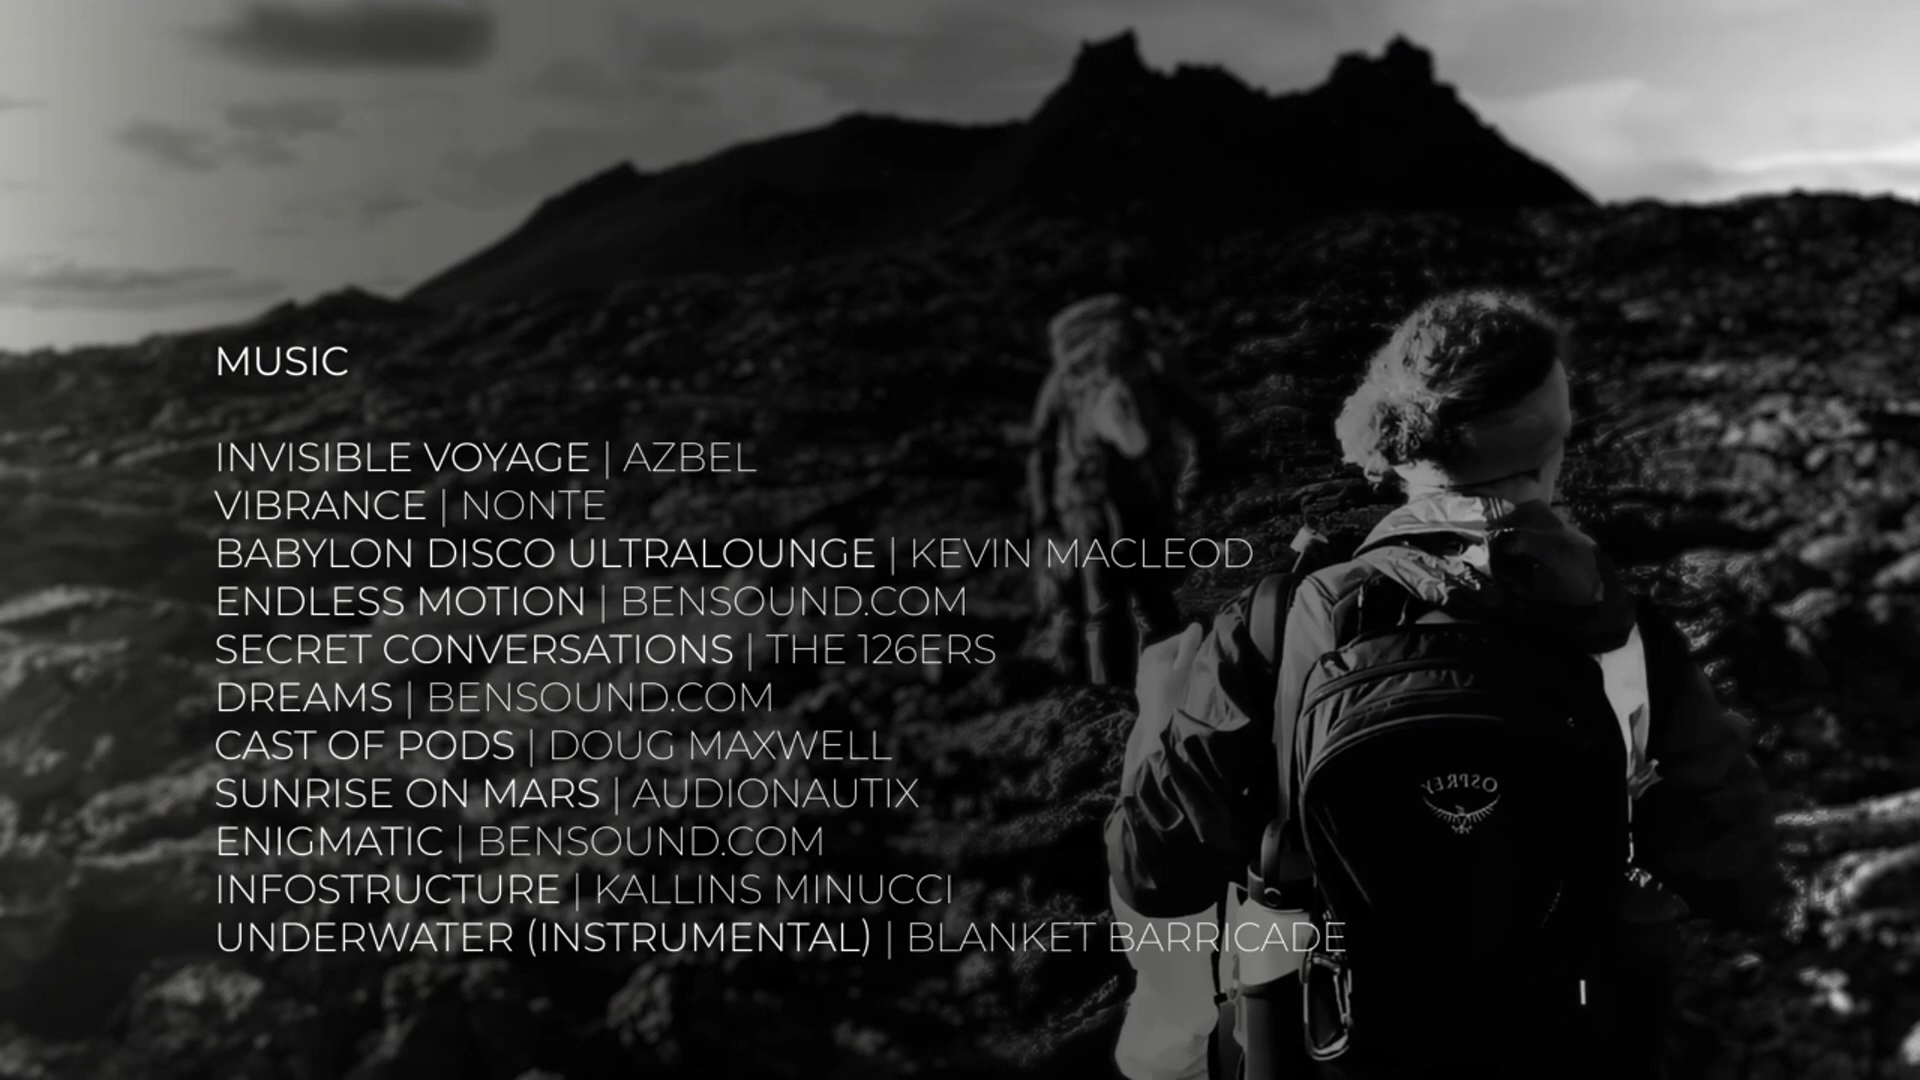 MUSIC
INVISIBLE VOYAGE | AZBEL
VIBRANCE | NONTE
BABYLON DISCO ULTRALOUNGE | KEVIN MACLEOD
ENDLESS MOTION | BENSOUND.COM
SECRET CONVERSATIONS | THE 126ERS
DREAMS | BENSOUND.COM
CAST OF PODS | DOUG MAXWELL
SUNRISE ON MARS | AUDIONAUTIX
ENIGMATIC | BENSOUND.COM
INFOSTRUCTURE | KALLINS MINUCCI
UNDERWATER (INSTRUMENTAL) | BLANKET BARRICADE
OSPREY